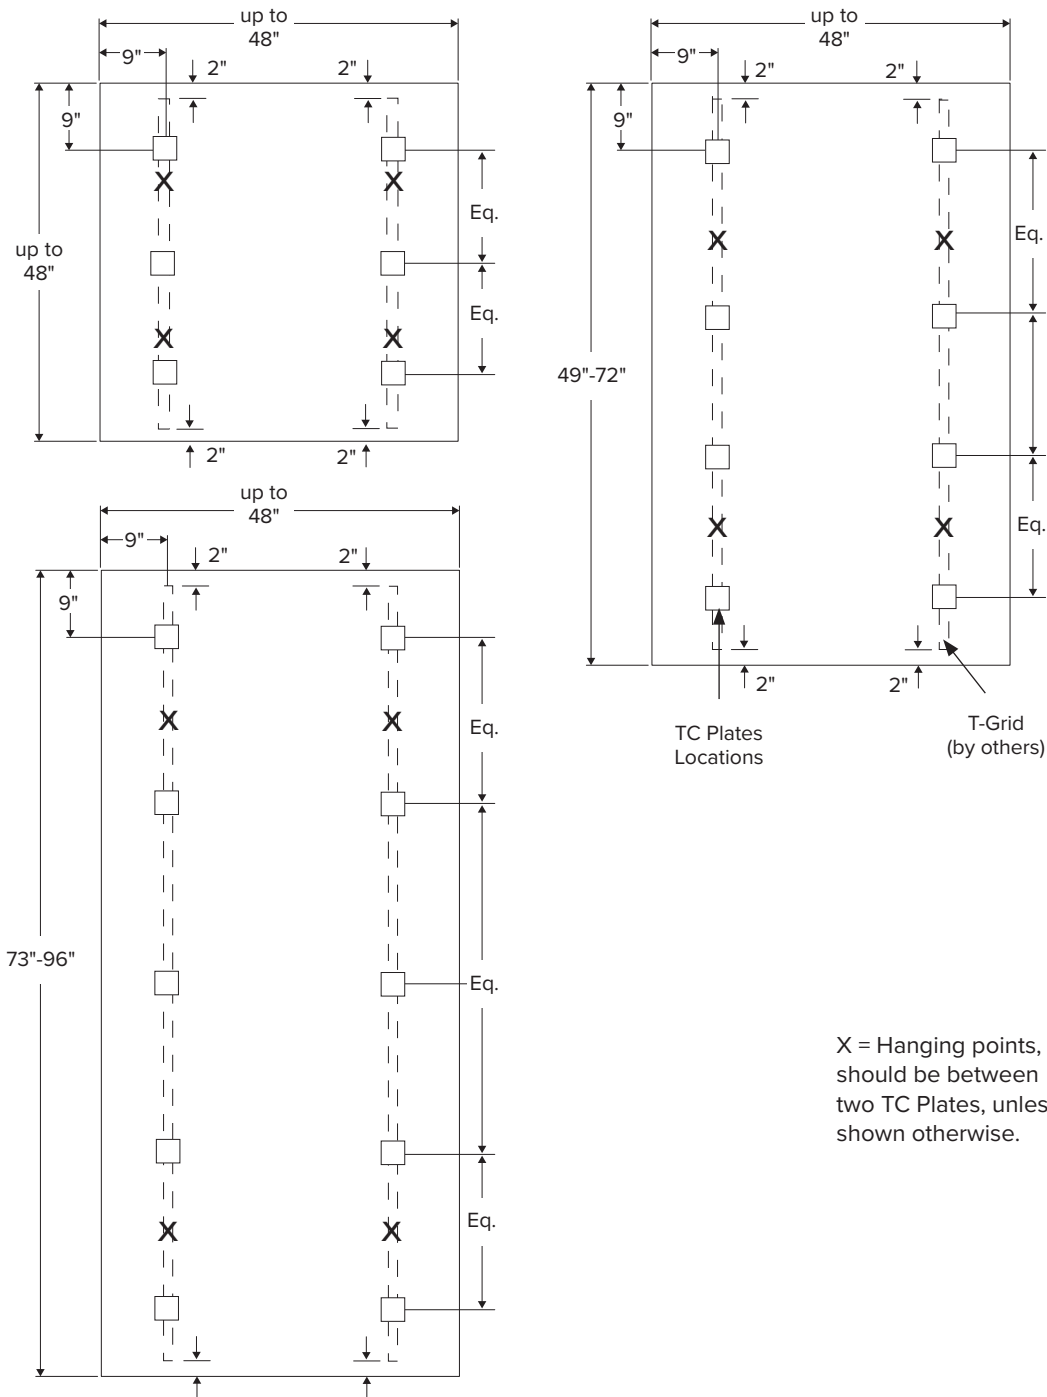 up to
48"
9"
2"
2"
9"
up to
48"
Eq.
Eq.
2"
2"
up to
48"
9"
2"
9"
49"-72"
Eq.
Eq.
2"
2"
TC Plates
Locations
T-Grid
(by others)
up to
48"
9"
2"
2"
9"
73"-96"
Eq.
Eq.
Eq.
X
X
X
X
X
X
X
X
X
X
X
X
X = Hanging points,
should be between
two TC Plates, unles
shown otherwise.